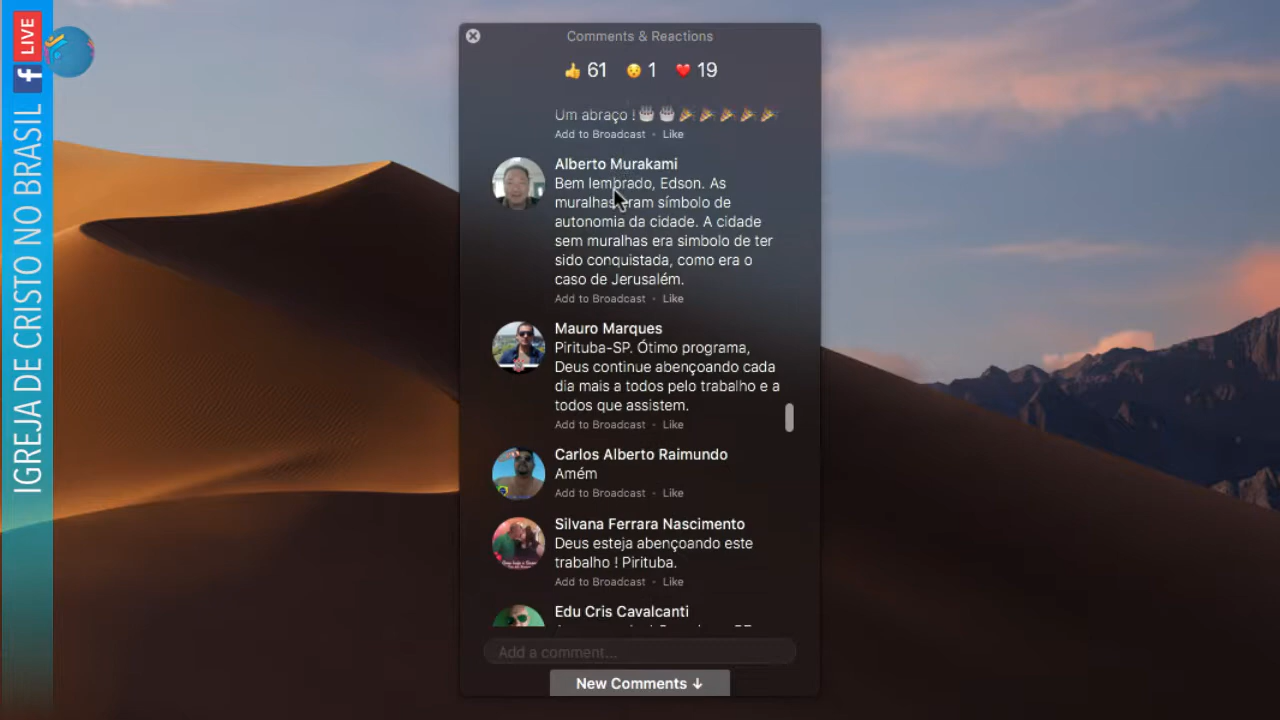 LIVE
f
IGREJA DE CRISTO NO BRASIL
Comments & Reactions
👍 61 😯 1 ❤️ 19
Um abraço ! 🎂 🎂 🎉 🎉 🎉 🎉 🎉
Add to Broadcast · Like
Alberto Murakami
Bem lembrado, Edson. As
muralhas eram símbolo de
autonomia da cidade. A cidade
sem muralhas era simbolo de ter
sido conquistada, como era o
caso de Jerusalém.
Add to Broadcast · Like
Mauro Marques
Pirituba-SP. Ótimo programa,
Deus continue abençoando cada
dia mais a todos pelo trabalho e a
todos que assistem.
Add to Broadcast · Like
Carlos Alberto Raimundo
Amém
Add to Broadcast · Like
Silvana Ferrara Nascimento
Deus esteja abençoando este
trabalho ! Pirituba.
Add to Broadcast · Like
Edu Cris Cavalcanti
Add a comment...
New Comments ↓